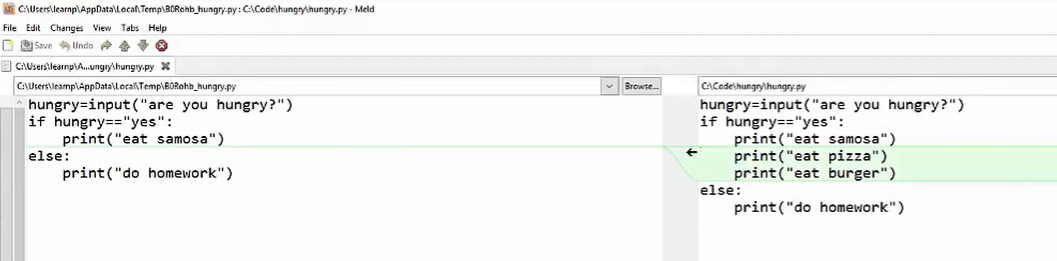 C:\Users\learnp\AppData\Local\Temp\B0Rohb_hungry.py : C:\Code\hungry\hungry.py - Meld
File Edit Changes View Tabs Help
Save Undo
C:\Users\learnp\A...ungry\hungry.py
C:\Users\learnp\AppData\Local\Temp\B0Rohb_hungry.py Browse...
hungry=input("are you hungry?")
if hungry=="yes":
    print("eat samosa")
else:
    print("do homework")
C:\Code\hungry\hungry.py
hungry=input("are you hungry?")
if hungry=="yes":
    print("eat samosa")
    print("eat pizza")
    print("eat burger")
else:
    print("do homework")